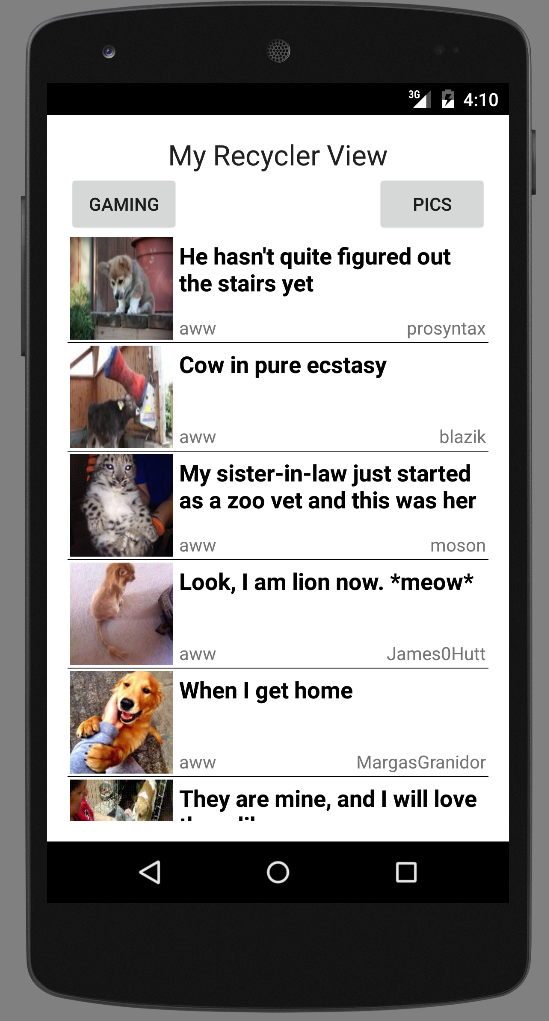 3G 4:10
My Recycler View
GAMING PICS
He hasn't quite figured out
the stairs yet
aww prosyntax
Cow in pure ecstasy
aww blazik
My sister-in-law just started
as a zoo vet and this was her
aww moson
Look, I am lion now. *meow*
aww James0Hutt
When I get home
aww MargasGranidor
They are mine, and I will love